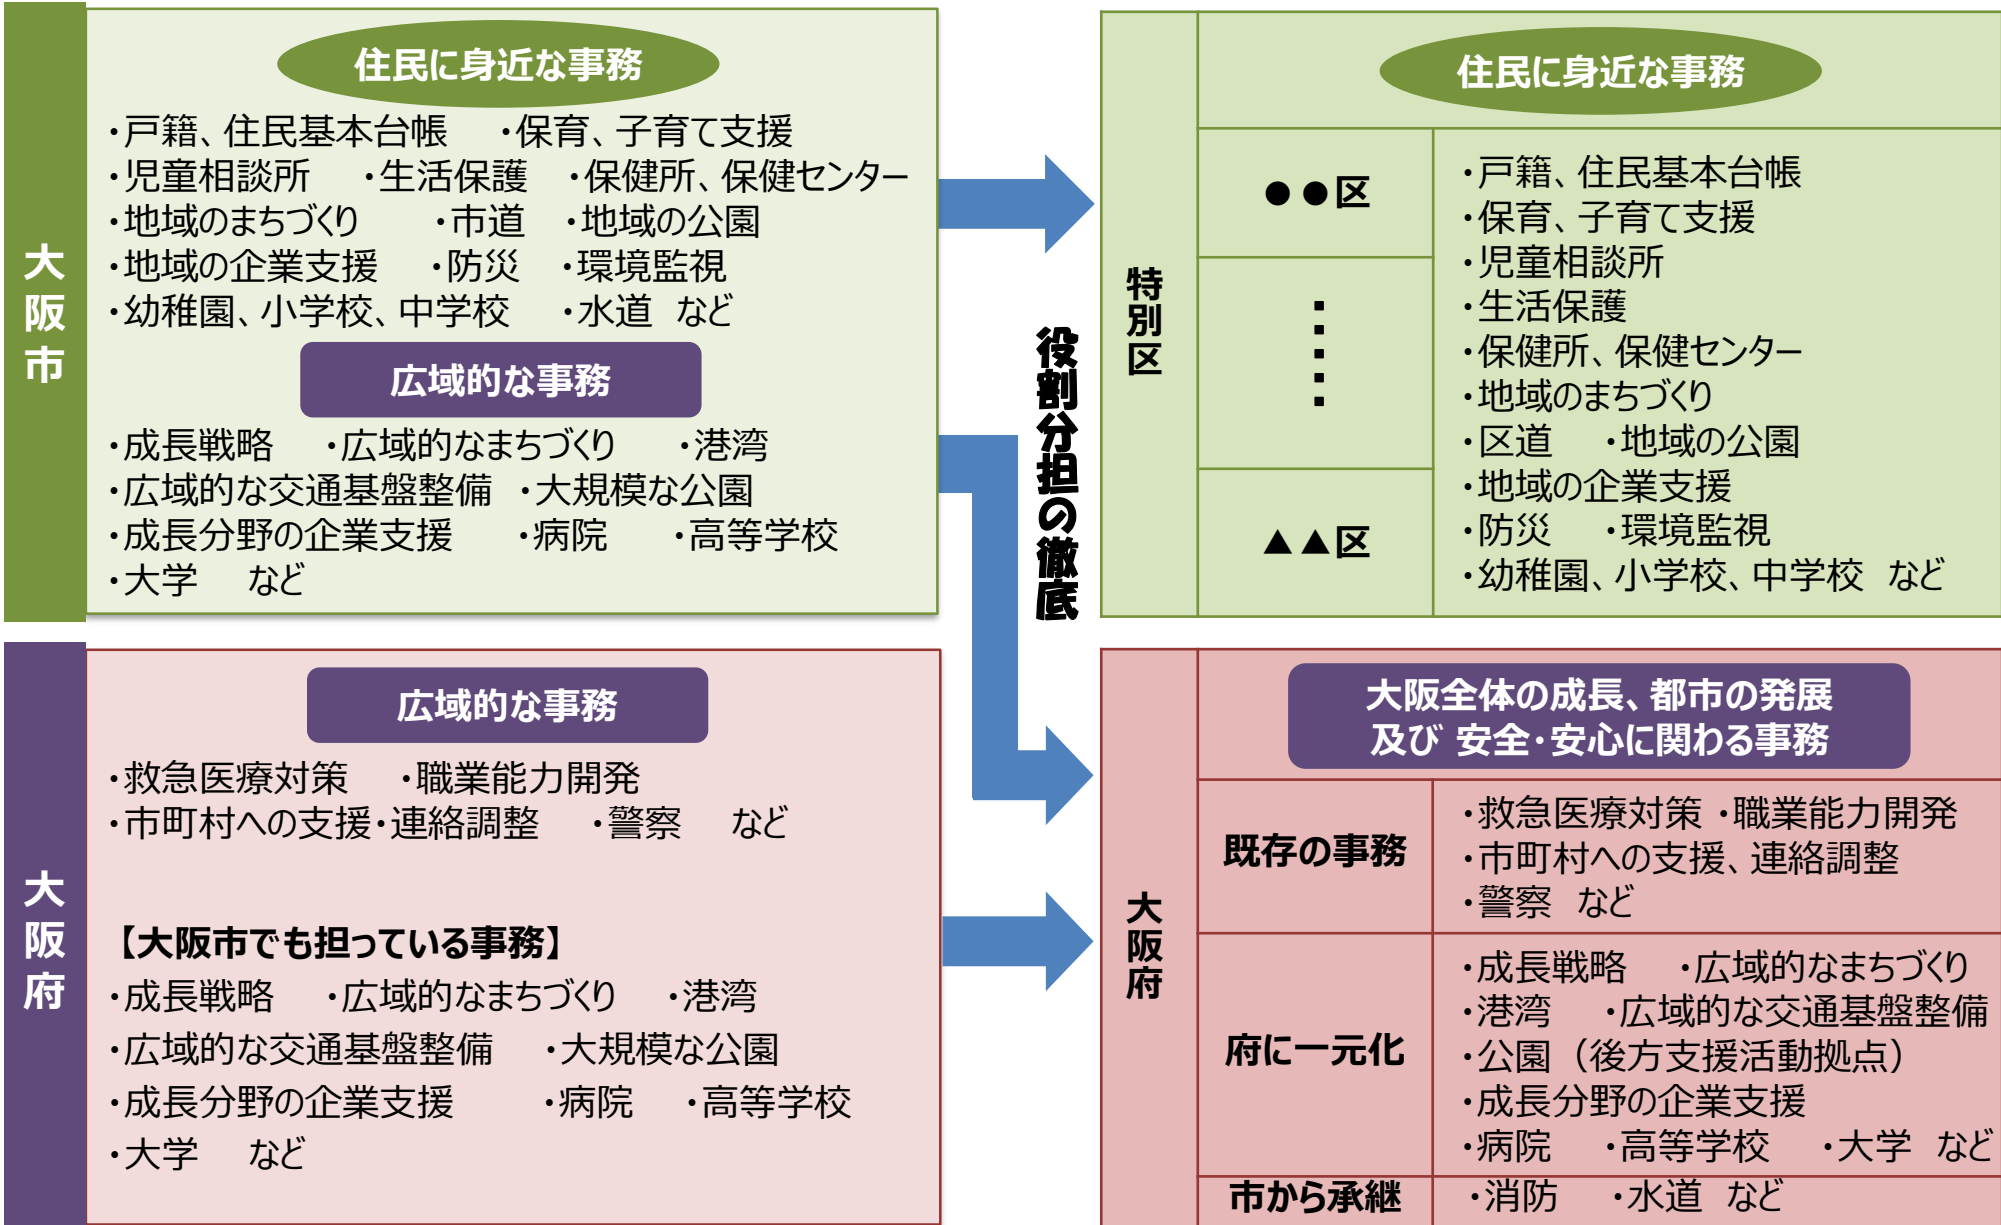 大阪市
住民に身近な事務
・戸籍、住民基本台帳　・保育、子育て支援
・児童相談所　・生活保護　・保健所、保健センター
・地域のまちづくり　・市道　・地域の公園
・地域の企業支援　・防災　・環境監視
・幼稚園、小学校、中学校　・水道　など
広域的な事務
・成長戦略　・広域的なまちづくり　・港湾
・広域的な交通基盤整備　・大規模な公園
・成長分野の企業支援　・病院　・高等学校
・大学　など
大阪府
広域的な事務
・救急医療対策　・職業能力開発
・市町村への支援・連絡調整　・警察　など
【大阪市でも担っている事務】
・成長戦略　・広域的なまちづくり　・港湾
・広域的な交通基盤整備　・大規模な公園
・成長分野の企業支援　・病院　・高等学校
・大学　など
役割分担の徹底
特別区
住民に身近な事務
●●区
▲▲区
・戸籍、住民基本台帳
・保育、子育て支援
・児童相談所
・生活保護
・保健所、保健センター
・地域のまちづくり
・区道　・地域の公園
・地域の企業支援
・防災　・環境監視
・幼稚園、小学校、中学校　など
大阪府
大阪全体の成長、都市の発展
及び 安全・安心に関わる事務
既存の事務
・救急医療対策 ・職業能力開発
・市町村への支援、連絡調整
・警察　など
府に一元化
・成長戦略　・広域的なまちづくり
・港湾　・広域的な交通基盤整備
・公園（後方支援活動拠点）
・成長分野の企業支援
・病院　・高等学校　・大学　など
市から承継
・消防　・水道　など